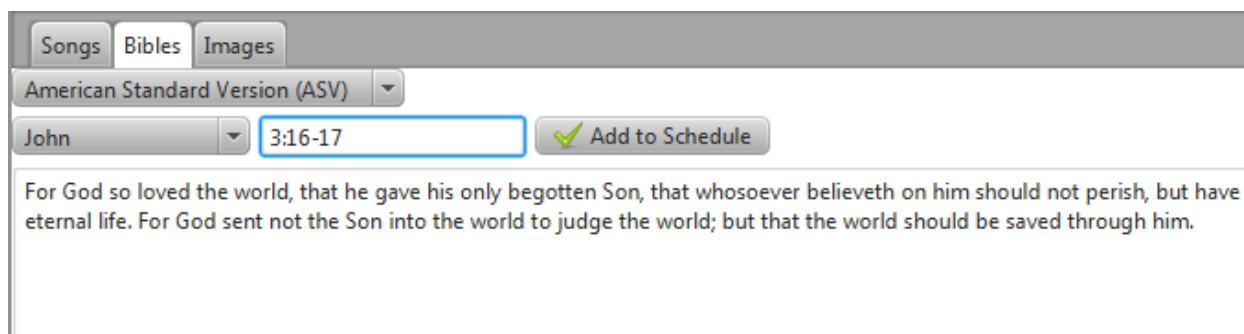 Songs Bibles Images
American Standard Version (ASV)
John 3:16-17 Add to Schedule
For God so loved the world, that he gave his only begotten Son, that whosoever believeth on him should not perish, but have
eternal life. For God sent not the Son into the world to judge the world; but that the world should be saved through him.